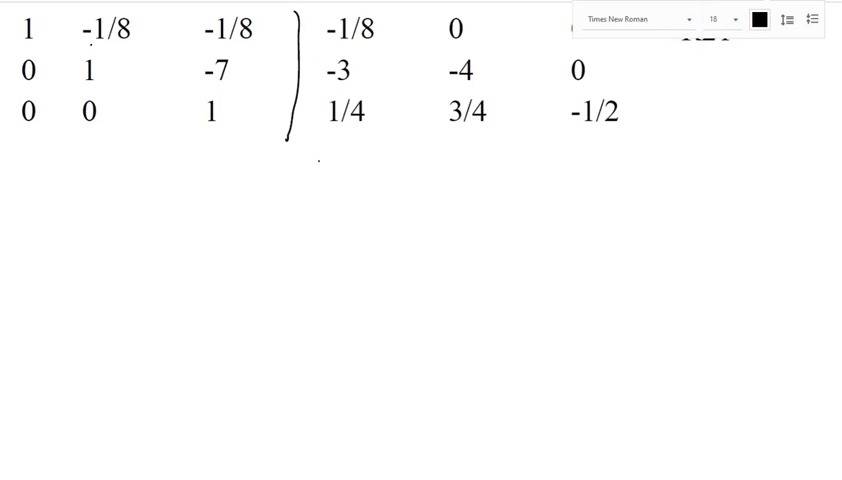 Times New Roman 18
1 -1/8 -1/8 -1/8 0
0 1 -7 -3 -4 0
0 0 1 1/4 3/4 -1/2